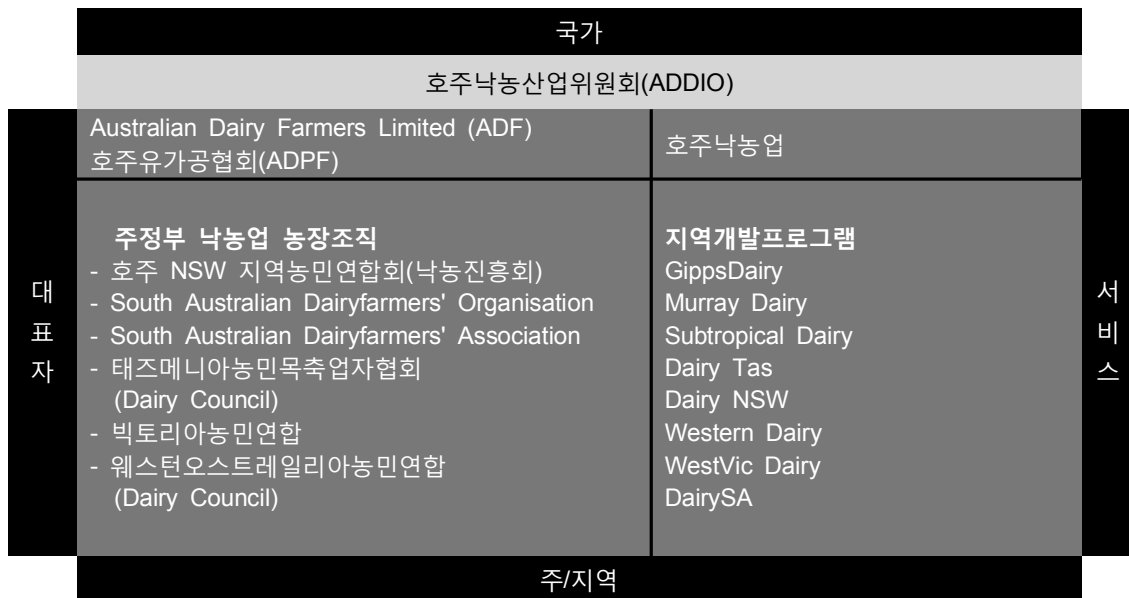 국가
호주낙농산업위원회(ADDIO)
Australian Dairy Farmers Limited (ADF)
호주유가공협회(ADPF)
호주낙농업
대
표
자
주정부 낙농업 농장조직
- 호주 NSW 지역농민연합회(낙농진흥회)
- South Australian Dairyfarmers' Organisation
- South Australian Dairyfarmers' Association
- 태즈메니아농민목축업자협회
(Dairy Council)
- 빅토리아농민연합
- 웨스턴오스트레일리아농민연합
(Dairy Council)
지역개발프로그램
GippsDairy
Murray Dairy
Subtropical Dairy
Dairy Tas
Dairy NSW
Western Dairy
WestVic Dairy
DairySA
서
비
스
주/지역